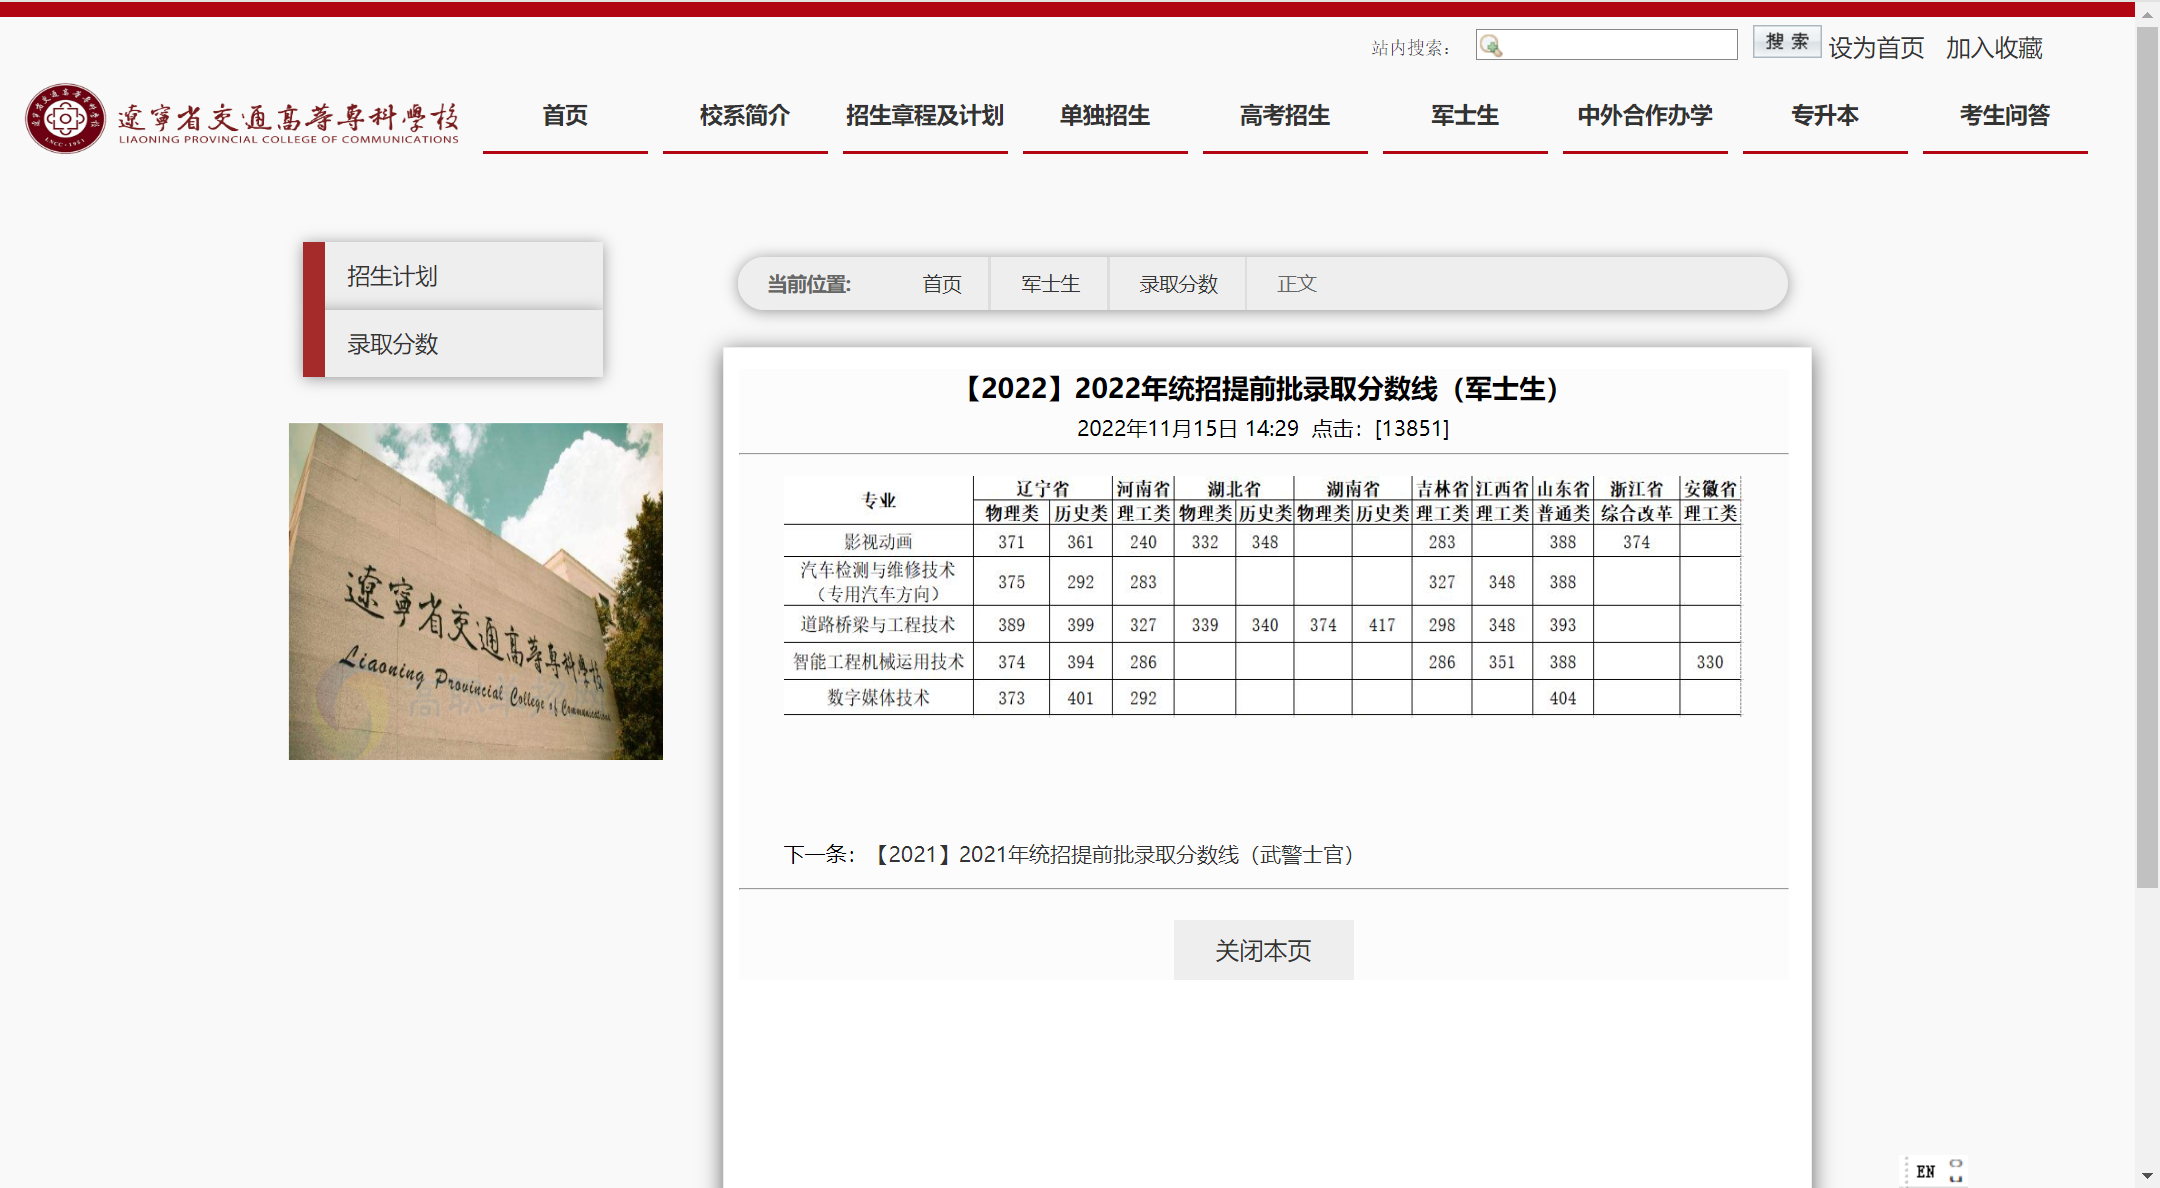 站内搜索：
搜 索
设为首页 加入收藏
遼寧省交通高等專科學校
LIAONING PROVINCIAL COLLEGE OF COMMUNICATIONS
LNCC · 1951
首页 校系简介 招生章程及计划 单独招生 高考招生 军士生 中外合作办学 专升本 考生问答
招生计划
录取分数
遼寧省交通高等專科學校
Liaoning Provincial College of Communications
当前位置: 首页 军士生 录取分数 正文
【2022】2022年统招提前批录取分数线（军士生）
2022年11月15日 14:29 点击：[13851]
专业 辽宁省 河南省 湖北省 湖南省 吉林省 江西省 山东省 浙江省 安徽省
物理类 历史类 理工类 物理类 历史类 物理类 历史类 理工类 理工类 普通类 综合改革 理工类
影视动画 371 361 240 332 348 283 388 374
汽车检测与维修技术
（专用汽车方向） 375 292 283 327 348 388
道路桥梁与工程技术 389 399 327 339 340 374 417 298 348 393
智能工程机械运用技术 374 394 286 286 351 388 330
数字媒体技术 373 401 292 404
下一条：【2021】2021年统招提前批录取分数线（武警士官）
关闭本页
EN